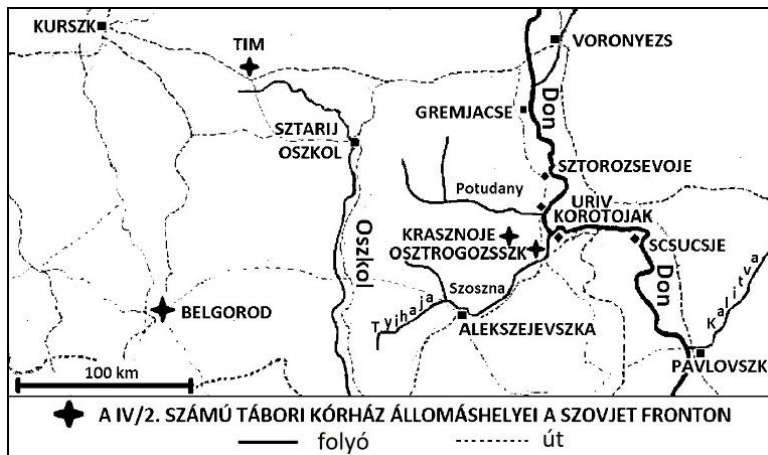 KURSZK
TIM
VORONYEZS
Don
GREMJACSE
SZTARIJ
OSZKOL
SZTOROZSEVOJE
Potudany
URIV
KOROTOJAK
KRASZNOJE
OSZTROGOZSSZK
SCSUCSJE
Oszkol
Don
Kalitva
Szoszna
Tyihaja
BELGOROD
ALEKSZEJEVSZKA
PAVLOVSZK
100 km
A IV/2. SZÁMÚ TÁBORI KÓRHÁZ ÁLLOMÁSHELYEI A SZOVJET FRONTON
folyó
út